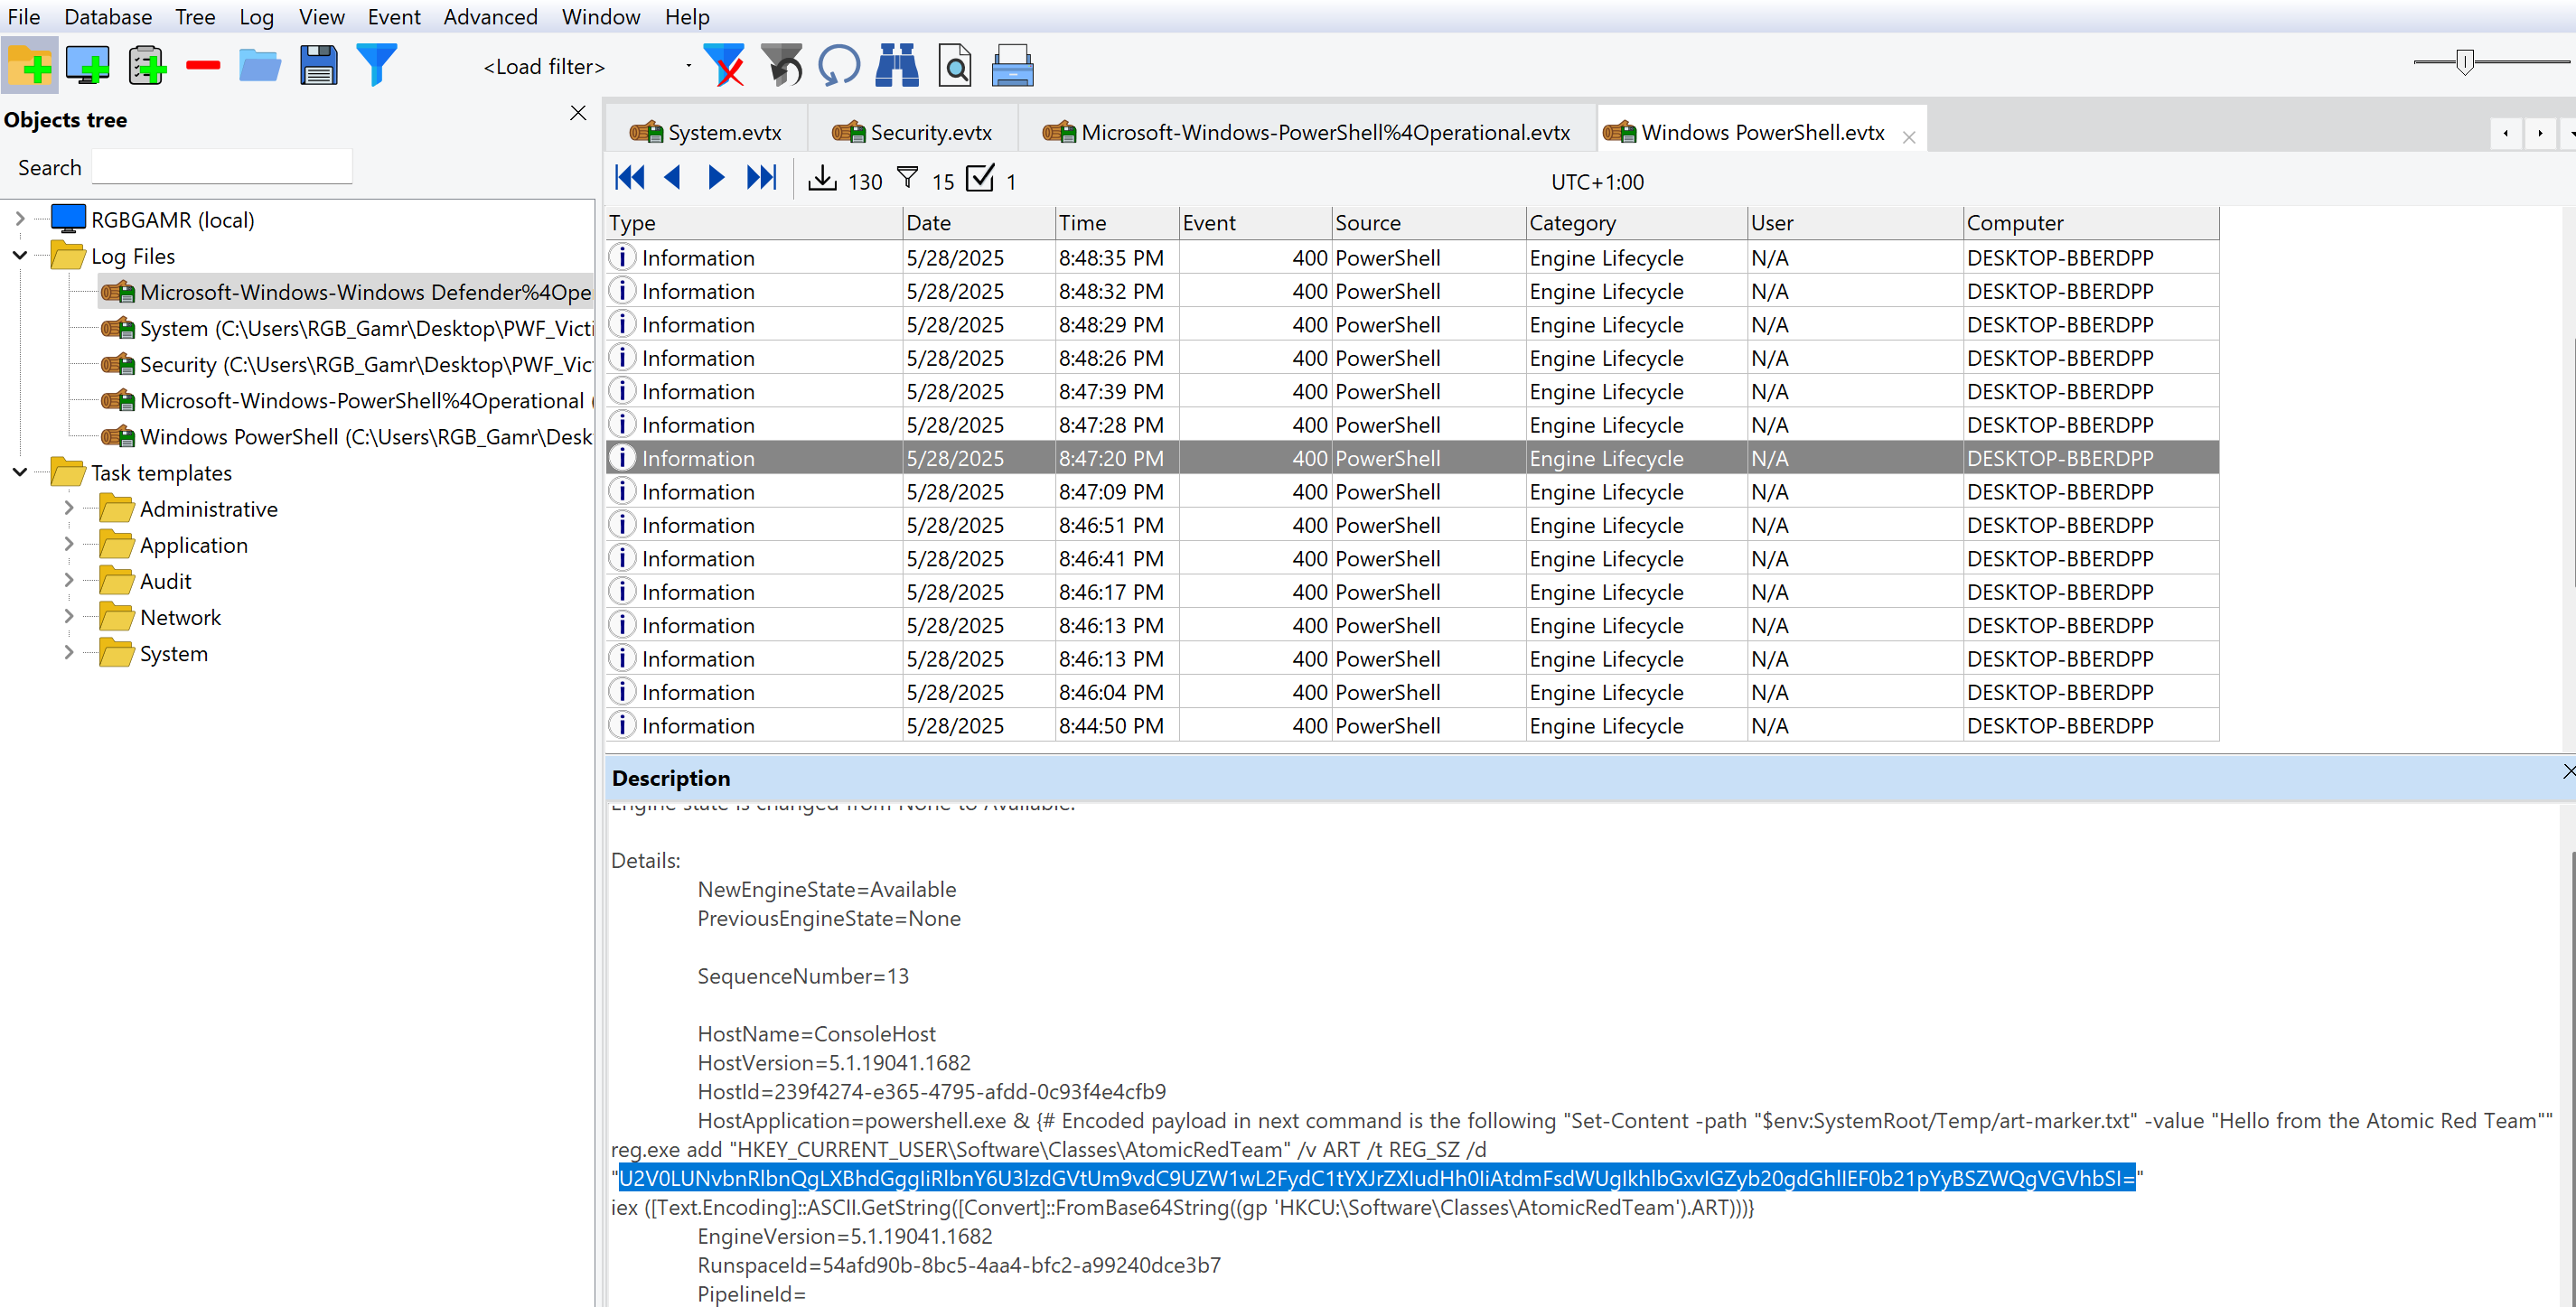 File Database Tree Log View Event Advanced Window Help
<Load filter>
Objects tree
Search
RGBGAMR (local)
Log Files
Microsoft-Windows-Windows Defender%4Ope
System (C:\Users\RGB_Gamr\Desktop\PWF_Victi
Security (C:\Users\RGB_Gamr\Desktop\PWF_Vic
Microsoft-Windows-PowerShell%4Operational (
Windows PowerShell (C:\Users\RGB_Gamr\Desk
Task templates
Administrative
Application
Audit
Network
System
System.evtx Security.evtx Microsoft-Windows-PowerShell%4Operational.evtx Windows PowerShell.evtx
130 15 1 UTC+1:00
Type Date Time Event Source Category User Computer
Information 5/28/2025 8:48:35 PM 400 PowerShell Engine Lifecycle N/A DESKTOP-BBERDPP
Information 5/28/2025 8:48:32 PM 400 PowerShell Engine Lifecycle N/A DESKTOP-BBERDPP
Information 5/28/2025 8:48:29 PM 400 PowerShell Engine Lifecycle N/A DESKTOP-BBERDPP
Information 5/28/2025 8:48:26 PM 400 PowerShell Engine Lifecycle N/A DESKTOP-BBERDPP
Information 5/28/2025 8:47:39 PM 400 PowerShell Engine Lifecycle N/A DESKTOP-BBERDPP
Information 5/28/2025 8:47:28 PM 400 PowerShell Engine Lifecycle N/A DESKTOP-BBERDPP
Information 5/28/2025 8:47:20 PM 400 PowerShell Engine Lifecycle N/A DESKTOP-BBERDPP
Information 5/28/2025 8:47:09 PM 400 PowerShell Engine Lifecycle N/A DESKTOP-BBERDPP
Information 5/28/2025 8:46:51 PM 400 PowerShell Engine Lifecycle N/A DESKTOP-BBERDPP
Information 5/28/2025 8:46:41 PM 400 PowerShell Engine Lifecycle N/A DESKTOP-BBERDPP
Information 5/28/2025 8:46:17 PM 400 PowerShell Engine Lifecycle N/A DESKTOP-BBERDPP
Information 5/28/2025 8:46:13 PM 400 PowerShell Engine Lifecycle N/A DESKTOP-BBERDPP
Information 5/28/2025 8:46:13 PM 400 PowerShell Engine Lifecycle N/A DESKTOP-BBERDPP
Information 5/28/2025 8:46:04 PM 400 PowerShell Engine Lifecycle N/A DESKTOP-BBERDPP
Information 5/28/2025 8:44:50 PM 400 PowerShell Engine Lifecycle N/A DESKTOP-BBERDPP
Description
Engine state is changed from None to Available.
Details:
NewEngineState=Available
PreviousEngineState=None
SequenceNumber=13
HostName=ConsoleHost
HostVersion=5.1.19041.1682
HostId=239f4274-e365-4795-afdd-0c93f4e4cfb9
HostApplication=powershell.exe & {# Encoded payload in next command is the following "Set-Content -path "$env:SystemRoot/Temp/art-marker.txt" -value "Hello from the Atomic Red Team""
reg.exe add "HKEY_CURRENT_USER\Software\Classes\AtomicRedTeam" /v ART /t REG_SZ /d
"U2V0LUNvbnRlbnQgLXBhdGggIiRlbnY6U3lzdGVtUm9vdC9UZW1wL2FydC1tYXJrZXIudHh0IiAtdmFsdWUgIkhlbGxvIGZyb20gdGhlIEF0b21pYyBSZWQgVGVhbSI="
iex ([Text.Encoding]::ASCII.GetString([Convert]::FromBase64String((gp 'HKCU:\Software\Classes\AtomicRedTeam').ART)))}
EngineVersion=5.1.19041.1682
RunspaceId=54afd90b-8bc5-4aa4-bfc2-a99240dce3b7
PipelineId=